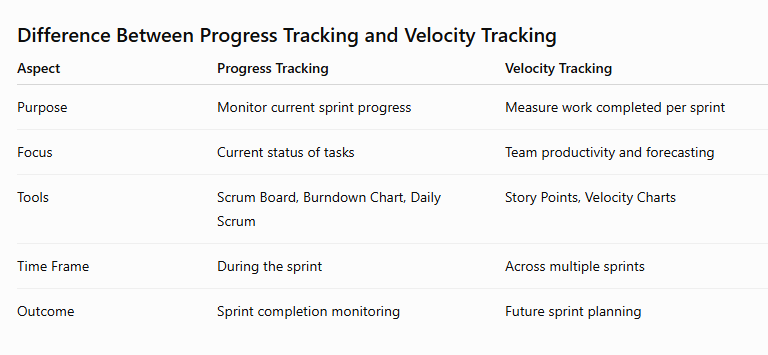 Difference Between Progress Tracking and Velocity Tracking
Aspect Progress Tracking Velocity Tracking
Purpose Monitor current sprint progress Measure work completed per sprint
Focus Current status of tasks Team productivity and forecasting
Tools Scrum Board, Burndown Chart, Daily Story Points, Velocity Charts
Scrum
Time Frame During the sprint Across multiple sprints
Outcome Sprint completion monitoring Future sprint planning